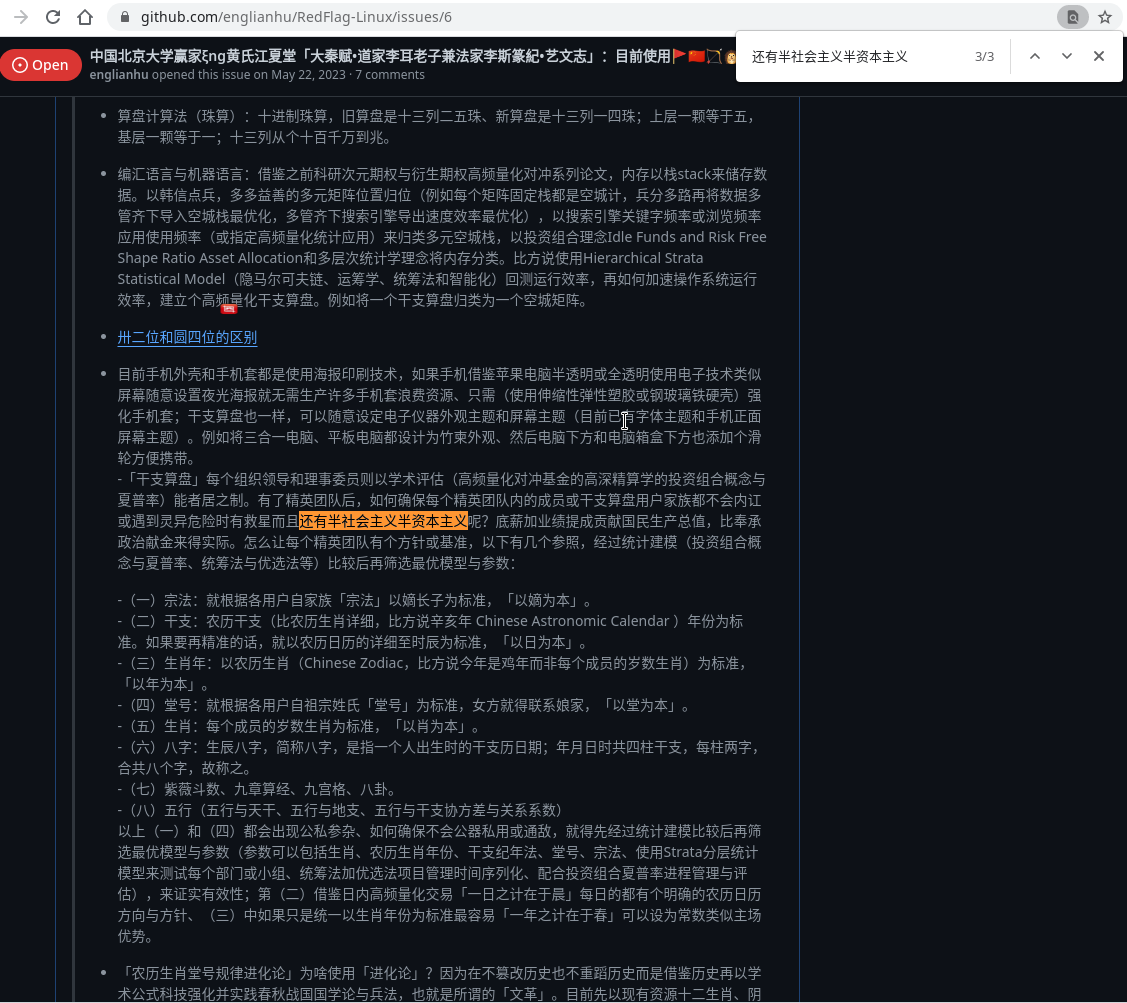 github.com/englianhu/RedFlag-Linux/issues/6
还有半社会主义半资本主义
3/3
Open
中国北京大学赢家ξηg黄氏江夏堂「大秦赋•道家李耳老子兼法家李斯篆紀•艺文志」：目前使用
englianhu opened this issue on May 22, 2023 · 7 comments
算盘计算法（珠算）：十进制珠算，旧算盘是十三列二五珠、新算盘是十三列一四珠；上层一颗等于五，
基层一颗等于一；十三列从个十百千万到兆。
编汇语言与机器语言：借鉴之前科研次元期权与衍生期权高频量化对冲系列论文，内存以栈stack来储存数
据。以韩信点兵，多多益善的多元矩阵位置归位（例如每个矩阵固定栈都是空城计，兵分多路再将数据多
管齐下导入空城栈最优化，多管齐下搜索引擎导出速度效率最优化），以搜索引擎关键字频率或浏览频率
应用使用频率（或指定高频量化统计应用）来归类多元空城栈，以投资组合理念Idle Funds and Risk Free
Shape Ratio Asset Allocation和多层次统计学理念将内存分类。比方说使用Hierarchical Strata
Statistical Model（隐马尔可夫链、运筹学、统筹法和智能化）回测运行效率，再如何加速操作系统运行
效率，建立个高频量化干支算盘。例如将一个干支算盘归类为一个空城矩阵。
卅二位和圆四位的区别
目前手机外壳和手机套都是使用海报印刷技术，如果手机借鉴苹果电脑半透明或全透明使用电子技术类似
屏幕随意设置夜光海报就无需生产许多手机套浪费资源、只需（使用伸缩性弹性塑胶或钢玻璃铁硬壳）强
化手机套；干支算盘也一样，可以随意设定电子仪器外观主题和屏幕主题（目前已有字体主题和手机正面
屏幕主题）。例如将三合一电脑、平板电脑都设计为竹柬外观、然后电脑下方和电脑箱盒下方也添加个滑
轮方便携带。
-「干支算盘」每个组织领导和理事委员则以学术评估（高频量化对冲基金的高深精算学的投资组合概念与
夏普率）能者居之制。有了精英团队后，如何确保每个精英团队内的成员或干支算盘用户家族都不会内讧
或遇到灵异危险时有救星而且还有半社会主义半资本主义呢？底薪加业绩提成贡献国民生产总值，比奉承
政治献金来得实际。怎么让每个精英团队有个方针或基准，以下有几个参照，经过统计建模（投资组合概
念与夏普率、统筹法与优选法等）比较后再筛选最优模型与参数：
-（一）宗法：就根据各用户自家族「宗法」以嫡长子为标准，「以嫡为本」。
-（二）干支：农历干支（比农历生肖详细，比方说辛亥年 Chinese Astronomic Calendar ）年份为标
准。如果要再精准的话，就以农历日历的详细至时辰为标准，「以日为本」。
-（三）生肖年：以农历生肖（Chinese Zodiac，比方说今年是鸡年而非每个成员的岁数生肖）为标准，
「以年为本」。
-（四）堂号：就根据各用户自祖宗姓氏「堂号」为标准，女方就得联系娘家，「以堂为本」。
-（五）生肖：每个成员的岁数生肖为标准，「以肖为本」。
-（六）八字：生辰八字，简称八字，是指一个人出生时的干支历日期；年月日时共四柱干支，每柱两字，
合共八个字，故称之。
-（七）紫薇斗数、九章算经、九宫格、八卦。
-（八）五行（五行与天干、五行与地支、五行与干支协方差与关系系数）
以上（一）和（四）都会出现公私参杂、如何确保不会公器私用或通敌，就得先经过统计建模比较后再筛
选最优模型与参数（参数可以包括生肖、农历生肖年份、干支纪年法、堂号、宗法、使用Strata分层统计
模型来测试每个部门或小组、统筹法加优选法项目管理时间序列化、配合投资组合夏普率进程管理与评
估），来证实有效性；第（二）借鉴日内高频量化交易「一日之计在于晨」每日的都有个明确的农历日历
方向与方针、（三）中如果只是统一以生肖年份为标准最容易「一年之计在于春」可以设为常数类似主场
优势。
「农历生肖堂号规律进化论」为啥使用「进化论」？因为在不篡改历史也不重蹈历史而是借鉴历史再以学
术公式科技强化并实践春秋战国国学论与兵法，也就是所谓的「文革」。目前先以现有资源十二生肖、阴